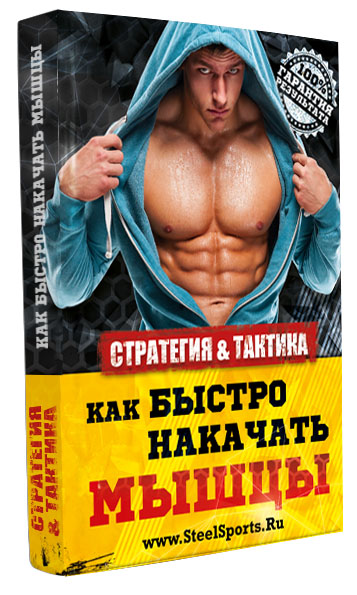 100%
ГАРАНТИЯ
РЕЗУЛЬТАТА
СТРАТЕГИЯ & ТАКТИКА
КАК БЫСТРО
НАКАЧАТЬ
МЫШЦЫ
www.SteelSports.Ru
КАК БЫСТРО НАКАЧАТЬ МЫШЦЫ
СТРАТЕГИЯ
& ТАКТИКА